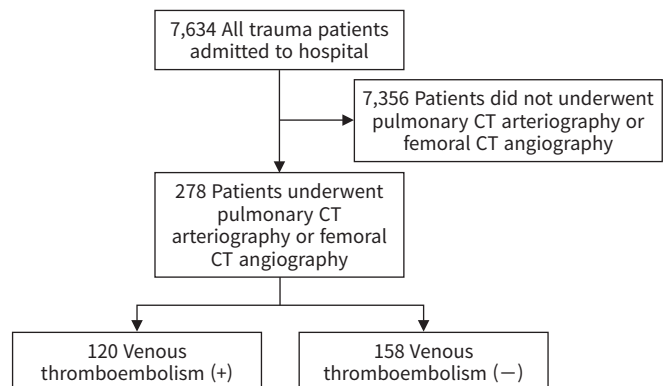 7,634 All trauma patients
admitted to hospital
7,356 Patients did not underwent
pulmonary CT arteriography or
femoral CT angiography
278 Patients underwent
pulmonary CT
arteriography or femoral
CT angiography
120 Venous
thromboembolism (+)
158 Venous
thromboembolism (−)